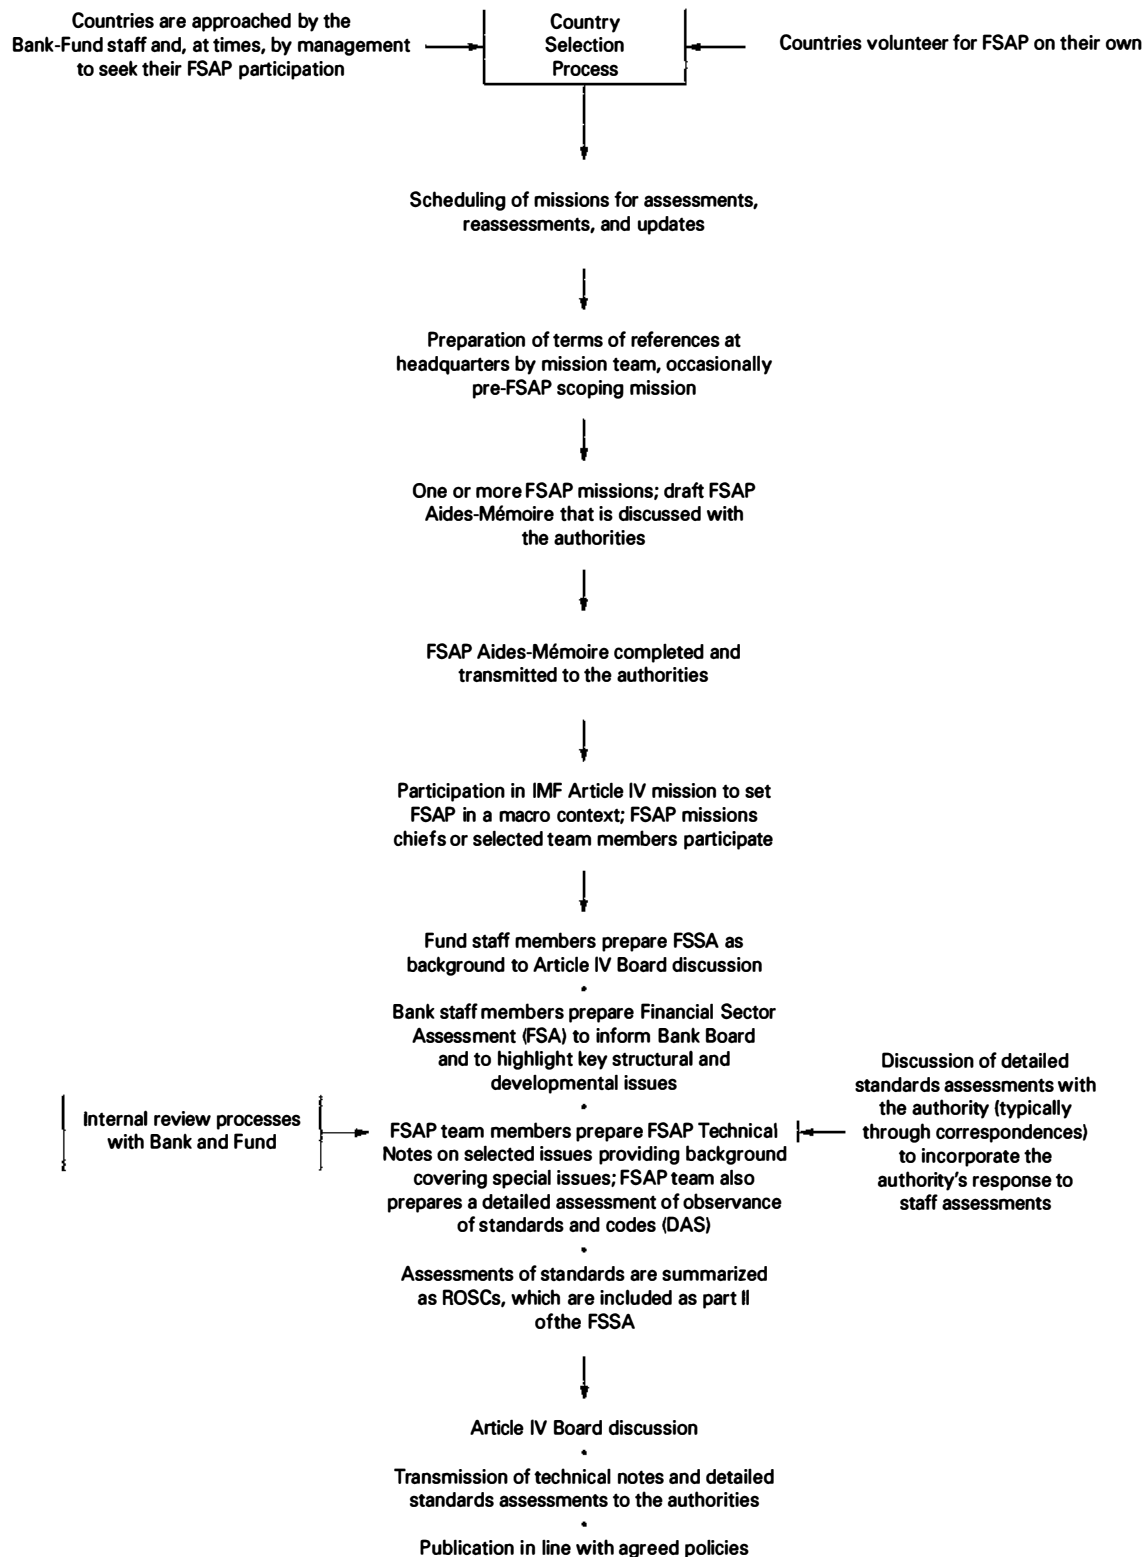 Countries are approached by the
Bank-Fund staff and, at times, by management
to seek their FSAP participation
Country
Selection
Process
Countries volunteer for FSAP on their own
Scheduling of missions for assessments,
reassessments, and updates
Preparation of terms of references at
headquarters by mission team, occasionally
pre-FSAP scoping mission
One or more FSAP missions; draft FSAP
Aides-Mémoire that is discussed with
the authorities
FSAP Aides-Mémoire completed and
transmitted to the authorities
Participation in IMF Article IV mission to set
FSAP in a macro context; FSAP missions
chiefs or selected team members participate
Fund staff members prepare FSSA as
background to Article IV Board discussion
Bank staff members prepare Financial Sector
Assessment (FSA) to inform Bank Board
and to highlight key structural and
developmental issues
Internal review processes
with Bank and Fund
FSAP team members prepare FSAP Technical
Notes on selected issues providing background
covering special issues; FSAP team also
prepares a detailed assessment of observance
of standards and codes (DAS)
Discussion of detailed
standards assessments with
the authority (typically
through correspondences)
to incorporate the
authority's response to
staff assessments
Assessments of standards are summarized
as ROSCs, which are included as part II
ofthe FSSA
Article IV Board discussion
Transmission of technical notes and detailed
standards assessments to the authorities
Publication in line with agreed policies